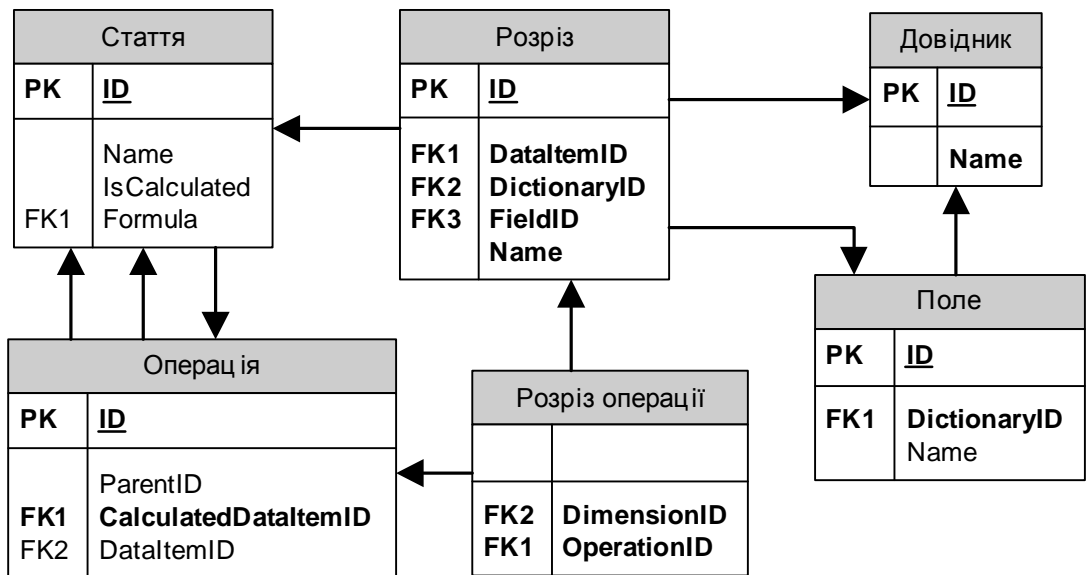 Стаття
PK ID
Name
IsCalculated
FK1 Formula
Розріз
PK ID
FK1 DataItemID
FK2 DictionaryID
FK3 FieldID
Name
Довідник
PK ID
Name
Поле
PK ID
FK1 DictionaryID
Name
Операція
PK ID
ParentID
FK1 CalculatedDataItemID
FK2 DataItemID
Розріз операції
FK2 DimensionID
FK1 OperationID